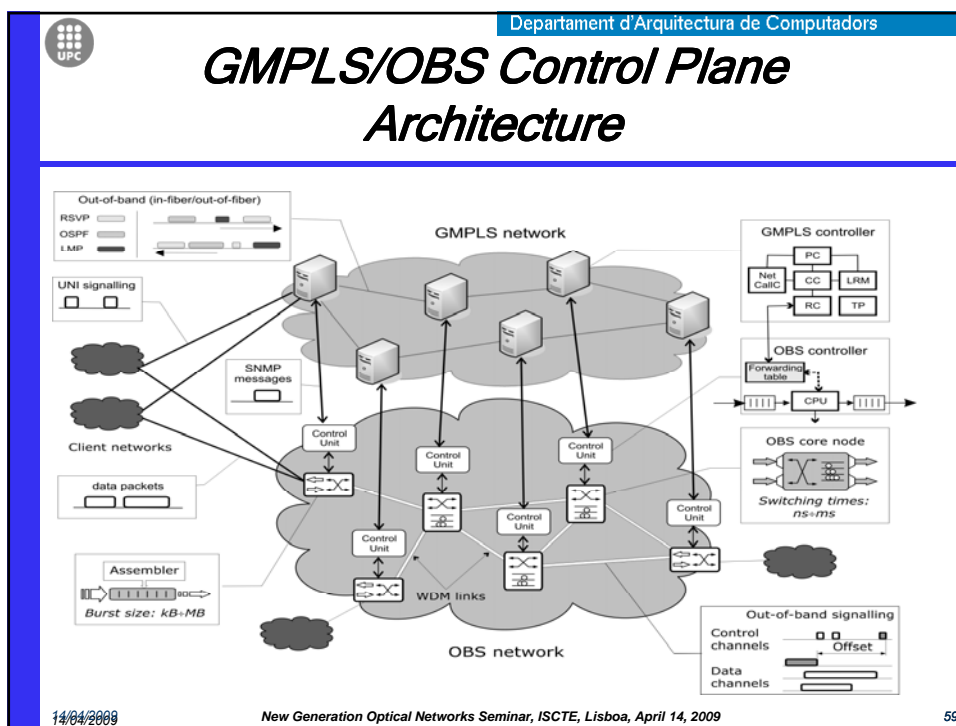 Departament d'Arquitectura de Computadors
UPC
GMPLS/OBS Control Plane
Architecture
Out-of-band (in-fiber/out-of-fiber)
RSVP
OSPF
LMP
GMPLS network
GMPLS controller
PC
Net
CallC
CC
LRM
RC
TP
UNI signalling
SNMP
messages
OBS controller
Forwarding
table
CPU
Client networks
Control
Unit
Control
Unit
Control
Unit
Control
Unit
Control
Unit
Control
Unit
OBS core node
Switching times:
ns÷ms
data packets
Assembler
Burst size: kB÷MB
WDM links
OBS network
Out-of-band signalling
Control
channels
Offset
Data
channels
14/04/2009
14/04/2009
New Generation Optical Networks Seminar, ISCTE, Lisboa, April 14, 2009
59